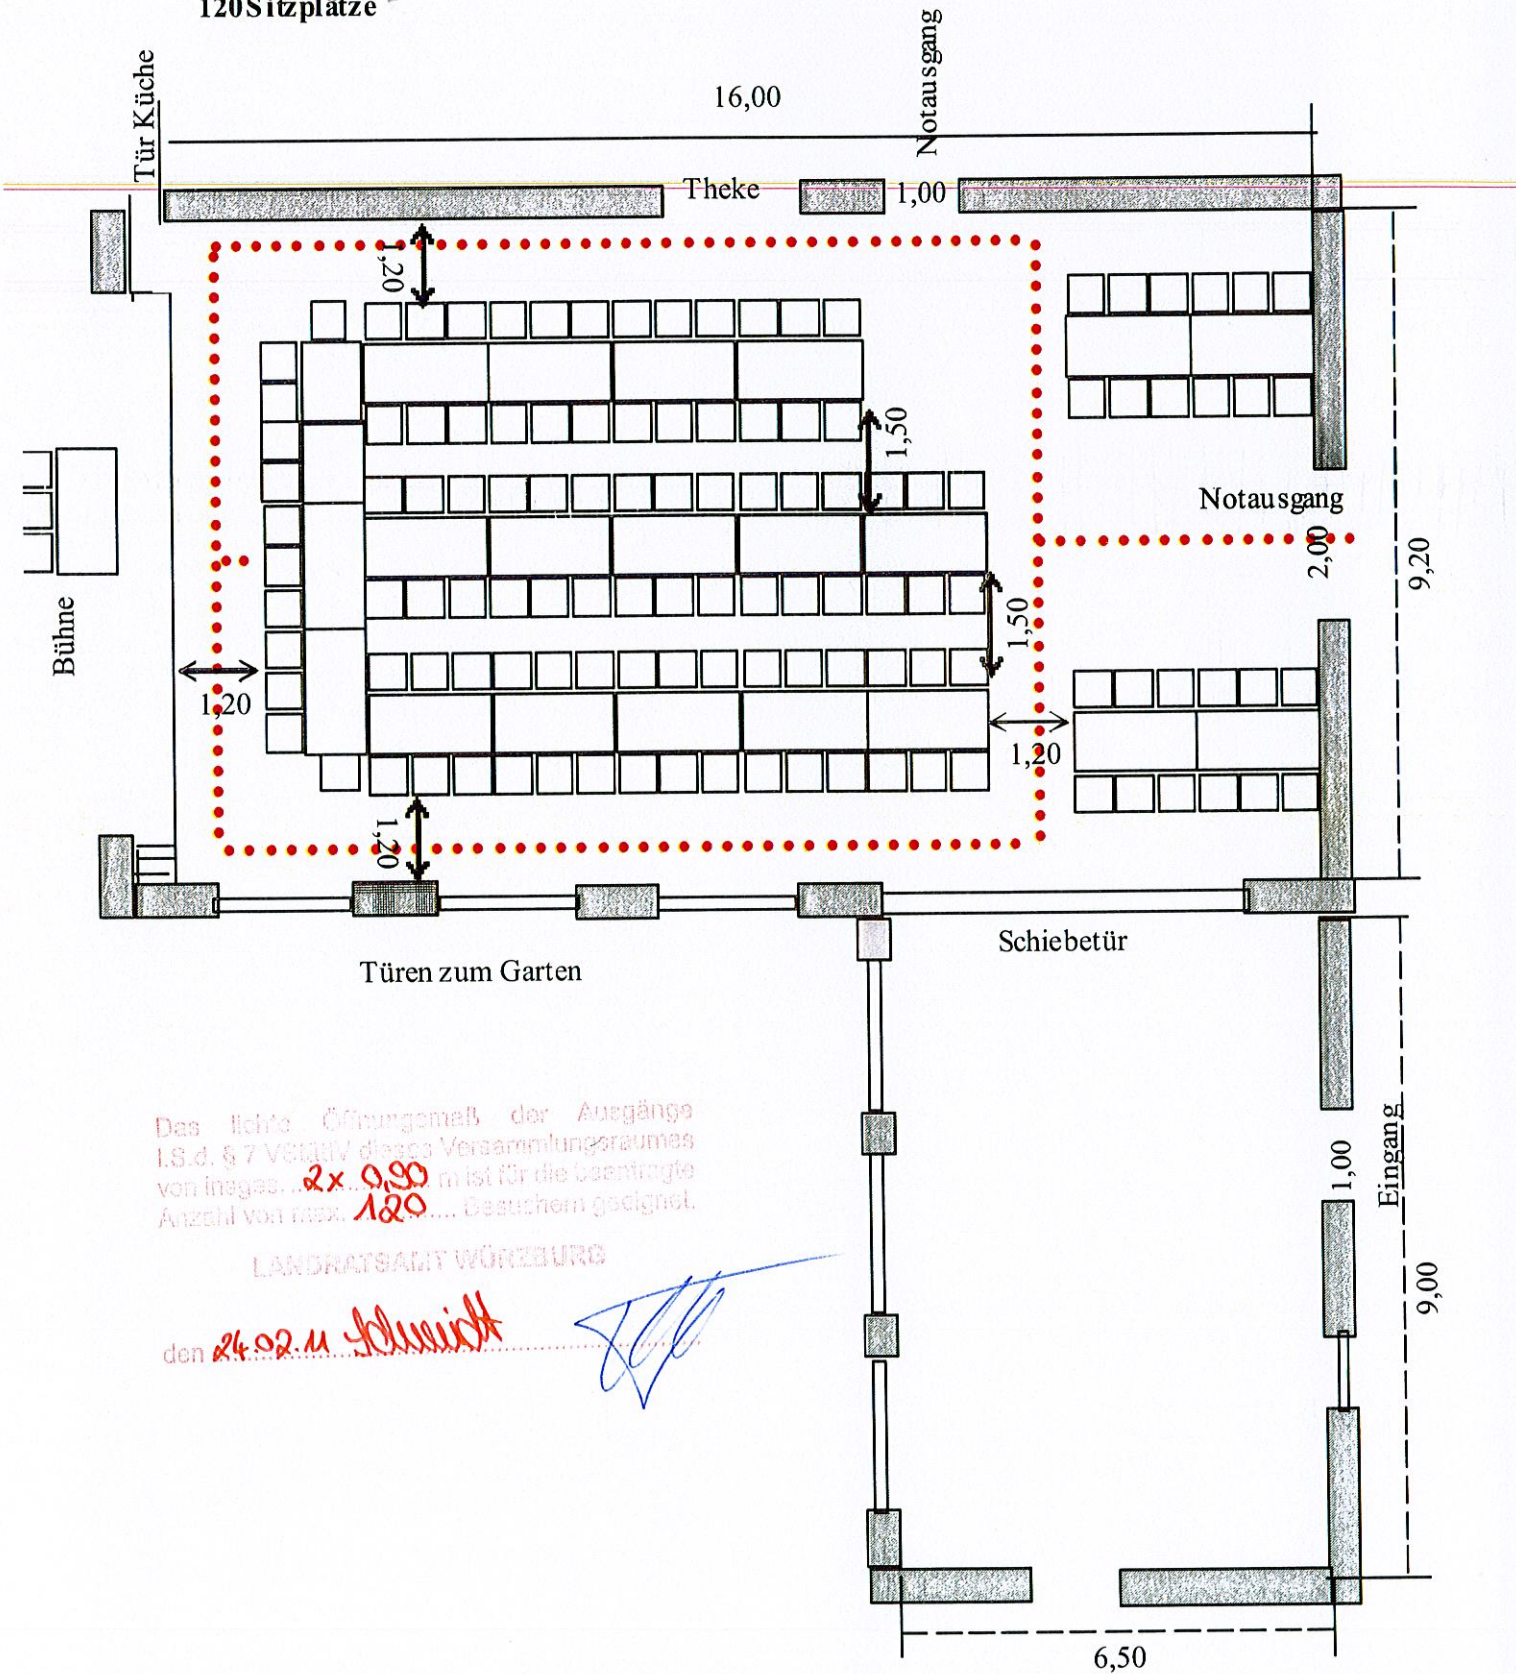 120 Sitzplätze
Tür Küche
16,00
Notausgang
Theke
1,00
1,20
1,50
Notausgang
2,00
9,20
1,50
Bühne
1,20
1,20
1,20
Schiebetür
Türen zum Garten
Das lichte Öffnungsmaß der Ausgänge
I.S.d. § 7 VStättV dieses Versammlungsraumes
von insges. 2x 0,90 m ist für die beantragte
Anzahl von max. 120 Besuchern geeignet.
LANDRATSAMT WÜRZBURG
den 24.02.11 Schmidt
1,00
Eingang
9,00
6,50